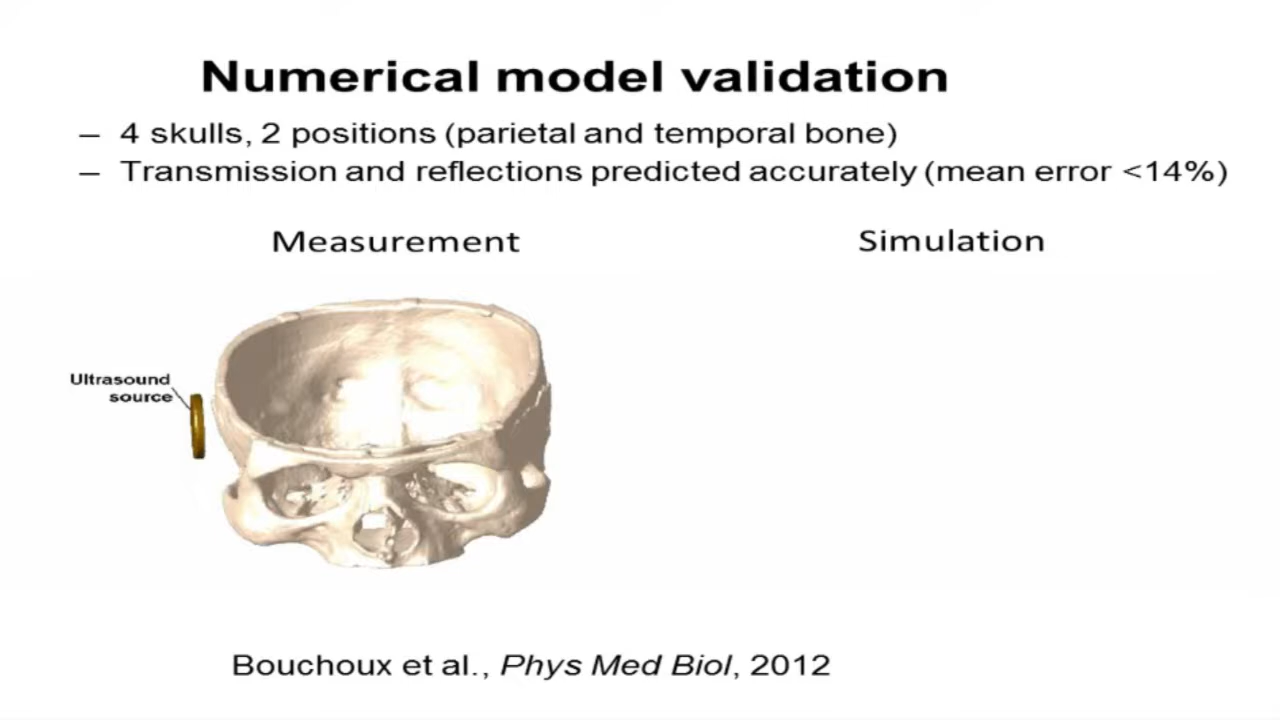 Numerical model validation
– 4 skulls, 2 positions (parietal and temporal bone)
– Transmission and reflections predicted accurately (mean error <14%)
Measurement
Simulation
Ultrasound
source
Bouchoux et al., Phys Med Biol, 2012